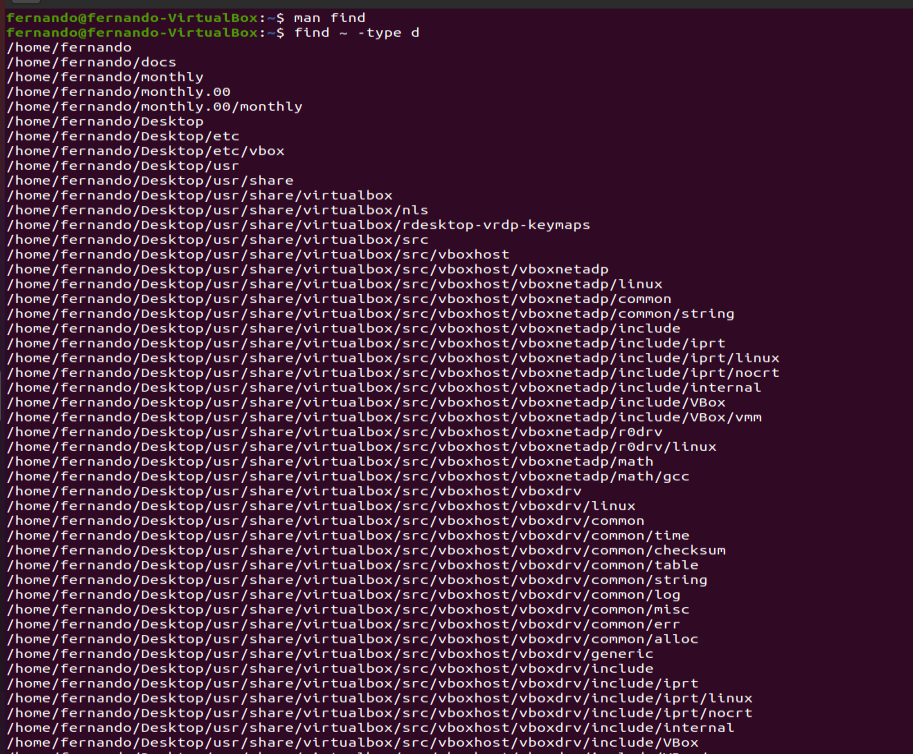 fernando@fernando-VirtualBox:~$ man find
fernando@fernando-VirtualBox:~$ find ~ -type d
/home/fernando
/home/fernando/docs
/home/fernando/monthly
/home/fernando/monthly.00
/home/fernando/monthly.00/monthly
/home/fernando/Desktop
/home/fernando/Desktop/etc
/home/fernando/Desktop/etc/vbox
/home/fernando/Desktop/usr
/home/fernando/Desktop/usr/share
/home/fernando/Desktop/usr/share/virtualbox
/home/fernando/Desktop/usr/share/virtualbox/nls
/home/fernando/Desktop/usr/share/virtualbox/rdesktop-vrdp-keymaps
/home/fernando/Desktop/usr/share/virtualbox/src
/home/fernando/Desktop/usr/share/virtualbox/src/vboxhost
/home/fernando/Desktop/usr/share/virtualbox/src/vboxhost/vboxnetadp
/home/fernando/Desktop/usr/share/virtualbox/src/vboxhost/vboxnetadp/linux
/home/fernando/Desktop/usr/share/virtualbox/src/vboxhost/vboxnetadp/common
/home/fernando/Desktop/usr/share/virtualbox/src/vboxhost/vboxnetadp/common/string
/home/fernando/Desktop/usr/share/virtualbox/src/vboxhost/vboxnetadp/include
/home/fernando/Desktop/usr/share/virtualbox/src/vboxhost/vboxnetadp/include/iprt
/home/fernando/Desktop/usr/share/virtualbox/src/vboxhost/vboxnetadp/include/iprt/linux
/home/fernando/Desktop/usr/share/virtualbox/src/vboxhost/vboxnetadp/include/iprt/nocrt
/home/fernando/Desktop/usr/share/virtualbox/src/vboxhost/vboxnetadp/include/internal
/home/fernando/Desktop/usr/share/virtualbox/src/vboxhost/vboxnetadp/include/VBox
/home/fernando/Desktop/usr/share/virtualbox/src/vboxhost/vboxnetadp/include/VBox/vmm
/home/fernando/Desktop/usr/share/virtualbox/src/vboxhost/vboxnetadp/r0drv
/home/fernando/Desktop/usr/share/virtualbox/src/vboxhost/vboxnetadp/r0drv/linux
/home/fernando/Desktop/usr/share/virtualbox/src/vboxhost/vboxnetadp/math
/home/fernando/Desktop/usr/share/virtualbox/src/vboxhost/vboxnetadp/math/gcc
/home/fernando/Desktop/usr/share/virtualbox/src/vboxhost/vboxdrv
/home/fernando/Desktop/usr/share/virtualbox/src/vboxhost/vboxdrv/linux
/home/fernando/Desktop/usr/share/virtualbox/src/vboxhost/vboxdrv/common
/home/fernando/Desktop/usr/share/virtualbox/src/vboxhost/vboxdrv/common/time
/home/fernando/Desktop/usr/share/virtualbox/src/vboxhost/vboxdrv/common/checksum
/home/fernando/Desktop/usr/share/virtualbox/src/vboxhost/vboxdrv/common/table
/home/fernando/Desktop/usr/share/virtualbox/src/vboxhost/vboxdrv/common/string
/home/fernando/Desktop/usr/share/virtualbox/src/vboxhost/vboxdrv/common/log
/home/fernando/Desktop/usr/share/virtualbox/src/vboxhost/vboxdrv/common/misc
/home/fernando/Desktop/usr/share/virtualbox/src/vboxhost/vboxdrv/common/err
/home/fernando/Desktop/usr/share/virtualbox/src/vboxhost/vboxdrv/common/alloc
/home/fernando/Desktop/usr/share/virtualbox/src/vboxhost/vboxdrv/generic
/home/fernando/Desktop/usr/share/virtualbox/src/vboxhost/vboxdrv/include
/home/fernando/Desktop/usr/share/virtualbox/src/vboxhost/vboxdrv/include/iprt
/home/fernando/Desktop/usr/share/virtualbox/src/vboxhost/vboxdrv/include/iprt/linux
/home/fernando/Desktop/usr/share/virtualbox/src/vboxhost/vboxdrv/include/iprt/nocrt
/home/fernando/Desktop/usr/share/virtualbox/src/vboxhost/vboxdrv/include/internal
/home/fernando/Desktop/usr/share/virtualbox/src/vboxhost/vboxdrv/include/VBox